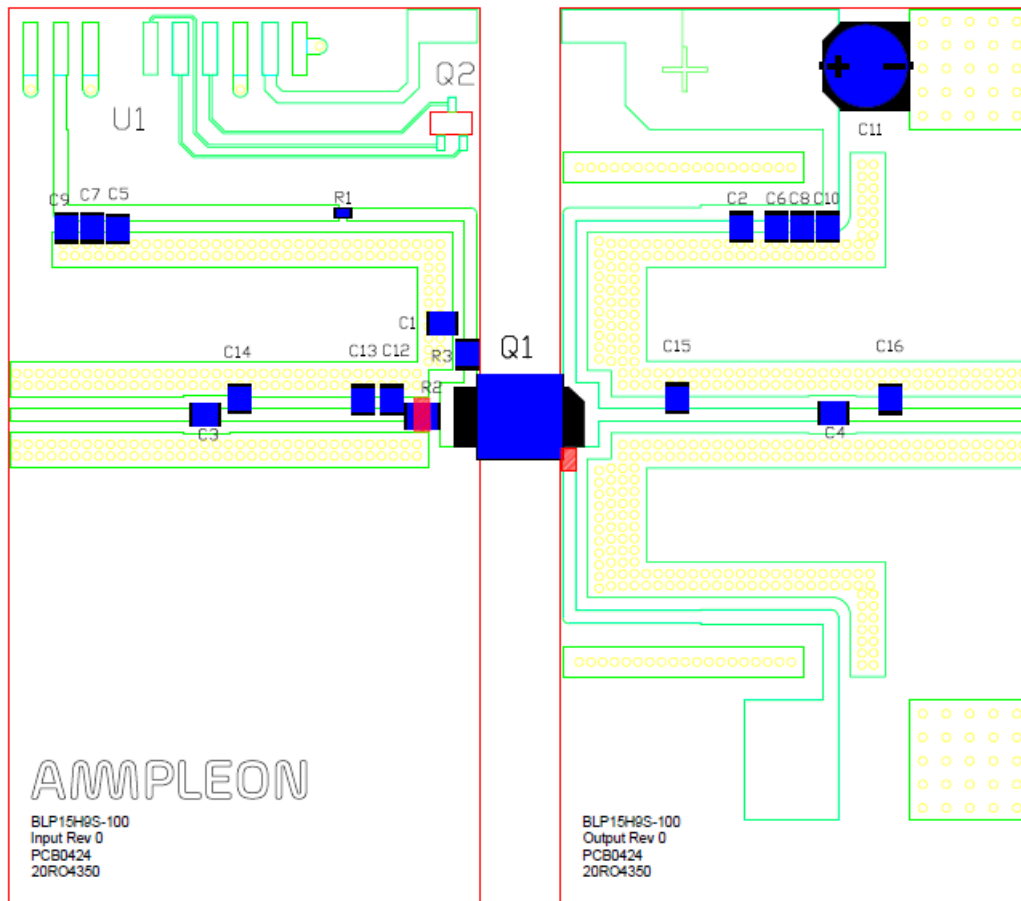 Q2
U1
C11
C9 C7 C5
R1
C2 C6 C8 C10
C1
R3
Q1
C14
C13 C12
R2
C15
C16
C3
C4
AMPLEON
BLP15H9S-100
Input Rev 0
PCB0424
20RO4350
BLP15H9S-100
Output Rev 0
PCB0424
20RO4350